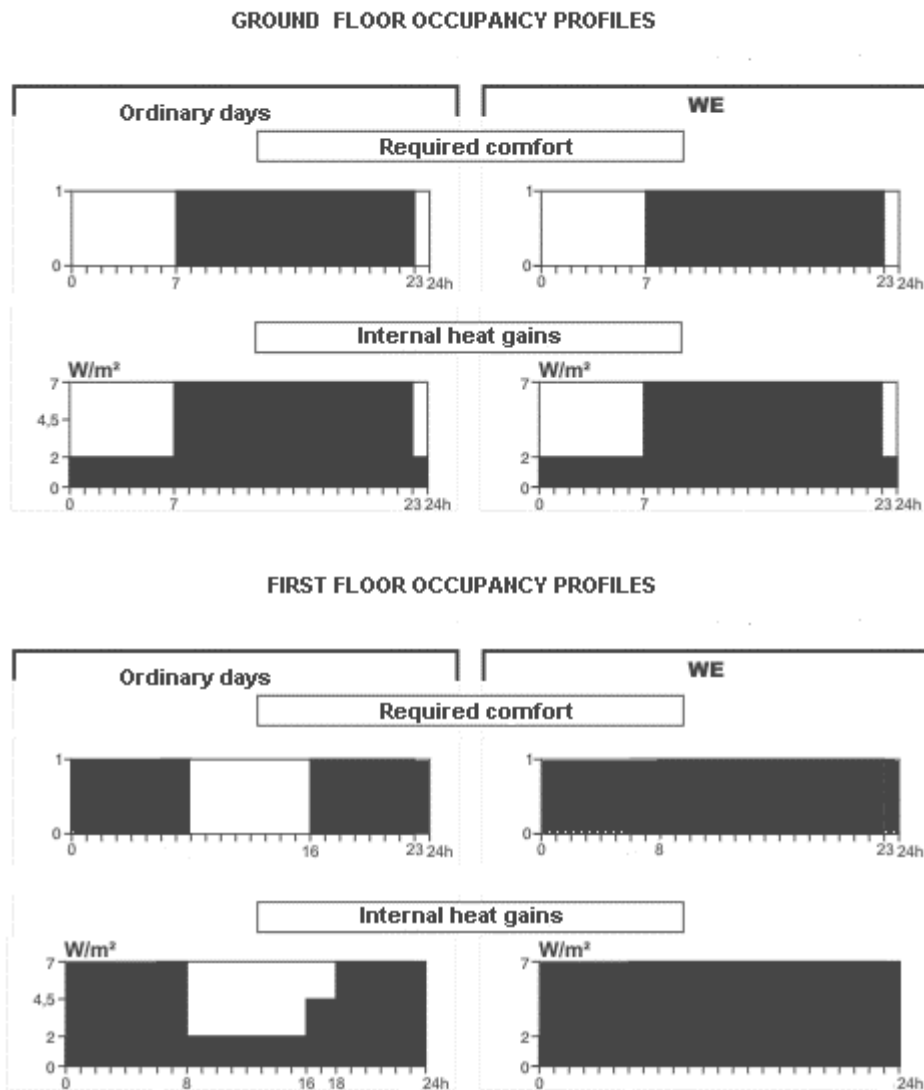 GROUND FLOOR OCCUPANCY PROFILES
Ordinary days
WE
Required comfort
1
0
0 7 23 24h
1
0
0 7 23 24h
Internal heat gains
W/m²
7
4,5
2
0
0 7 23 24h
W/m²
7
2
0
0 7 23 24h
FIRST FLOOR OCCUPANCY PROFILES
Ordinary days
WE
Required comfort
1
0
0 16 23 24h
1
0
0 8 23 24h
Internal heat gains
W/m²
7
4,5
2
0
0 8 16 18 24h
W/m²
7
2
0
0 24h